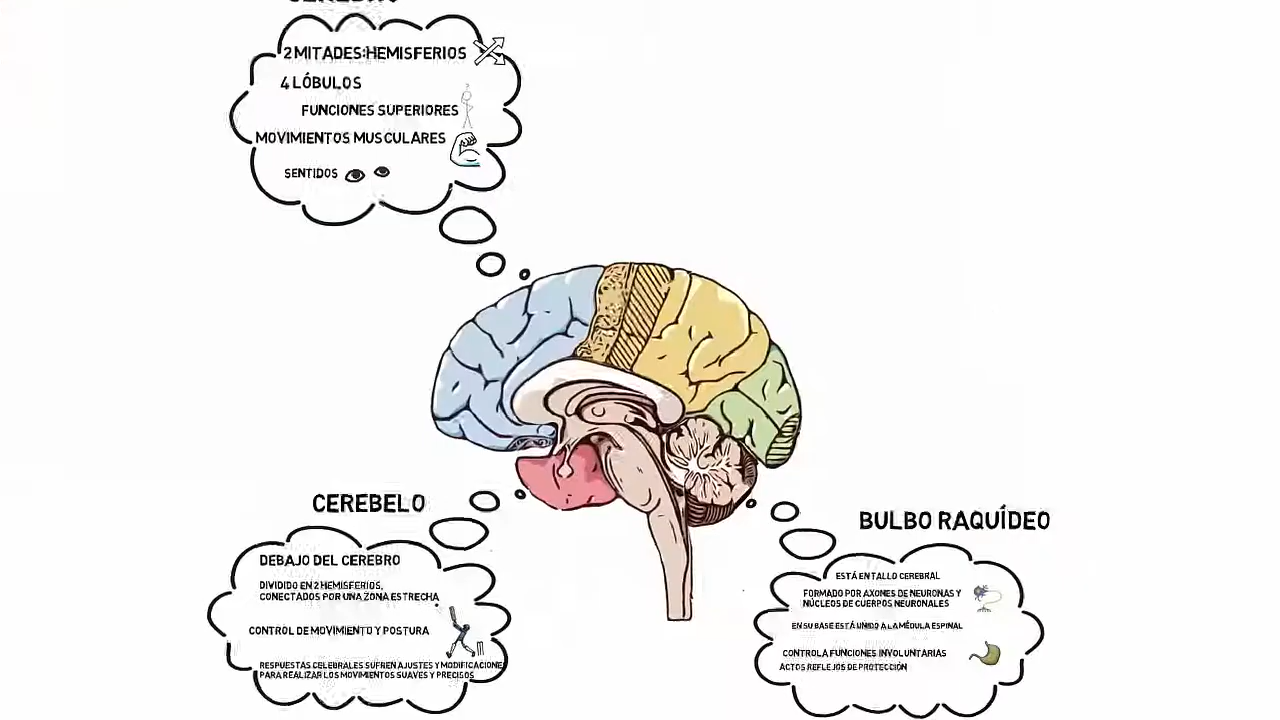 CEREBRO
2 MITADES:HEMISFERIOS
4 LÓBULOS
FUNCIONES SUPERIORES
MOVIMIENTOS MUSCULARES
SENTIDOS
CEREBELO
DEBAJO DEL CEREBRO
DIVIDIDO EN 2 HEMISFERIOS,
CONECTADOS POR UNA ZONA ESTRECHA
CONTROL DE MOVIMIENTO Y POSTURA
RESPUESTAS CELEBRALES SUFREN AJUSTES Y MODIFICACIONE
PARA REALIZAR LOS MOVIMIENTOS SUAVES Y PRECISOS
BULBO RAQUÍDEO
ESTÁ EN TALLO CEREBRAL
FORMADO POR AXONES DE NEURONAS Y
NÚCLEOS DE CUERPOS NEURONALES
EN SU BASE ESTÁ UNIDO A LA MÉDULA ESPINAL
CONTROLA FUNCIONES INVOLUNTARIAS
ACTOS REFLEJOS DE PROTECCIÓN